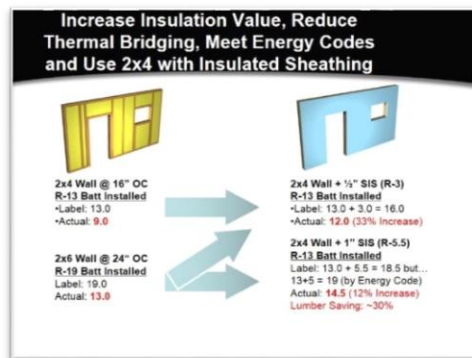 Increase Insulation Value, Reduce
Thermal Bridging, Meet Energy Codes
and Use 2x4 with Insulated Sheathing
2x4 Wall @ 16" OC
R-13 Batt Installed
•Label: 13.0
•Actual: 9.0
2x6 Wall @ 24" OC
R-19 Batt Installed
Label: 19.0
Actual: 13.0
2x4 Wall + ½" SIS (R-3)
R-13 Batt Installed
•Label: 13.0 + 3.0 = 16.0
•Actual: 12.0 (33% Increase)
2x4 Wall + 1" SIS (R-5.5)
R-13 Batt Installed
Label: 13.0 + 5.5 = 18.5 but...
13+5 = 19 (by Energy Code)
Actual: 14.5 (12% Increase)
Lumber Saving: ~30%